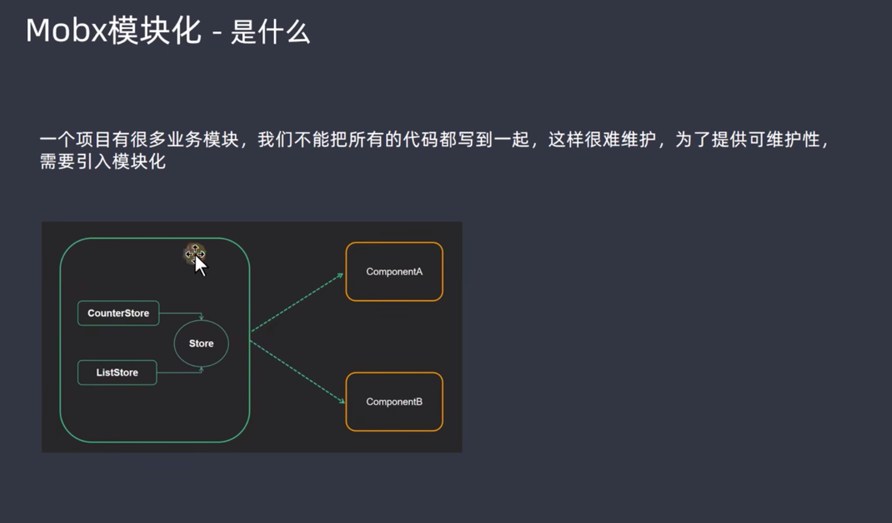 Mobx模块化 - 是什么
一个项目有很多业务模块，我们不能把所有的代码都写到一起，这样很难维护，为了提供可维护性，
需要引入模块化
ComponentA
CounterStore
Store
ListStore
ComponentB